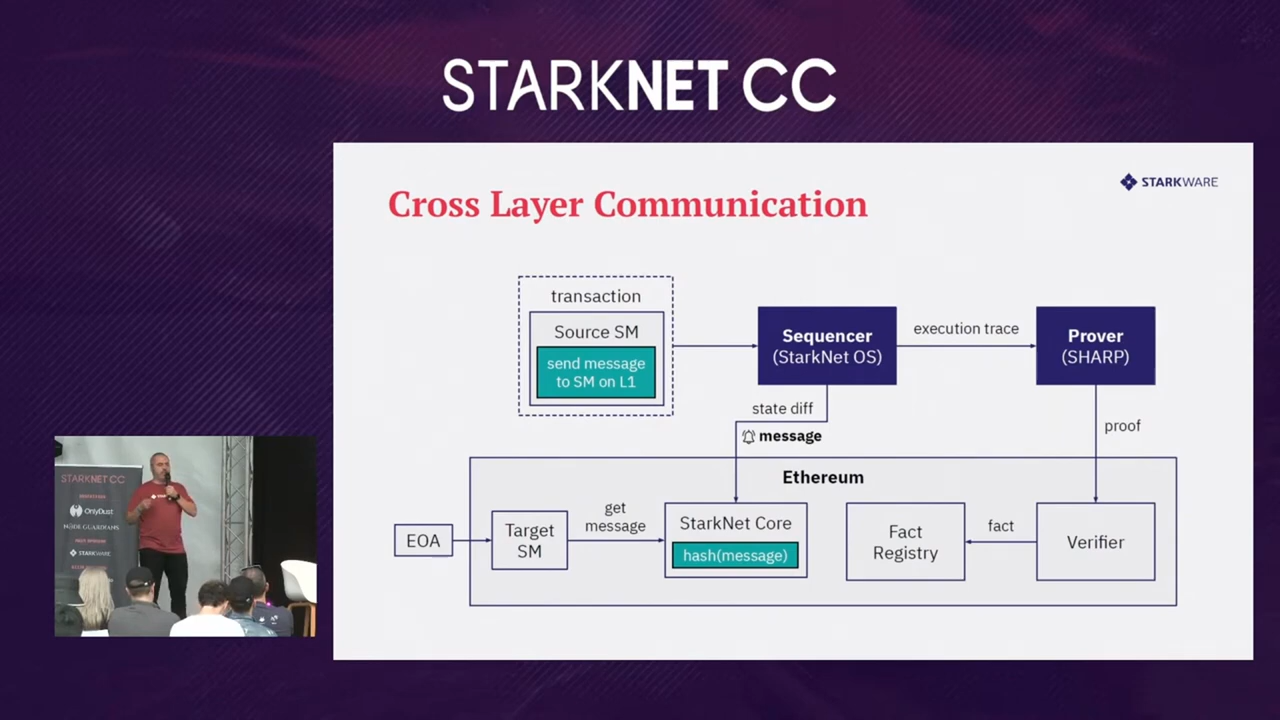 STARKNET CC
STARKWARE
Cross Layer Communication
transaction
Source SM
send message
to SM on L1
Sequencer
(StarkNet OS)
execution trace
Prover
(SHARP)
state diff
message
proof
Ethereum
EOA
Target
SM
get
message
StarkNet Core
hash(message)
Fact
Registry
fact
Verifier
STARKNET CC
OnlyDust
NODE GUARDIANS
STARKWARE